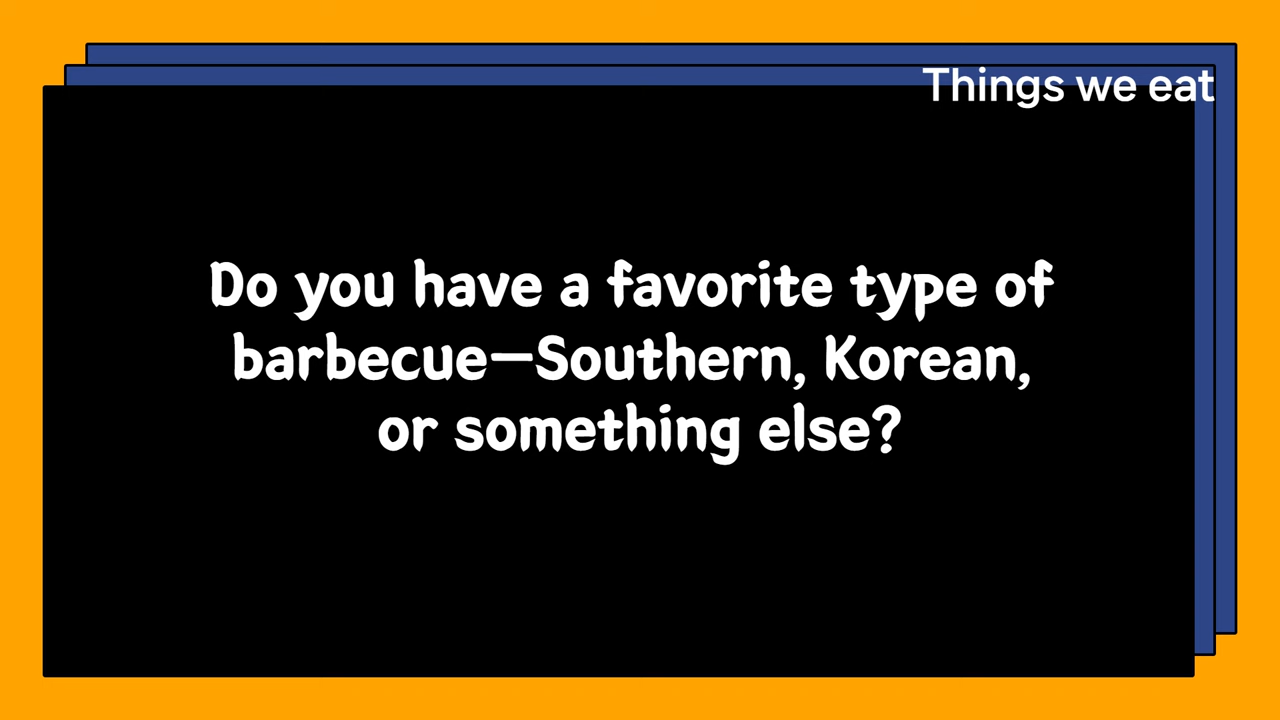 Things we eat
Do you have a favorite type of
barbecue—Southern, Korean,
or something else?